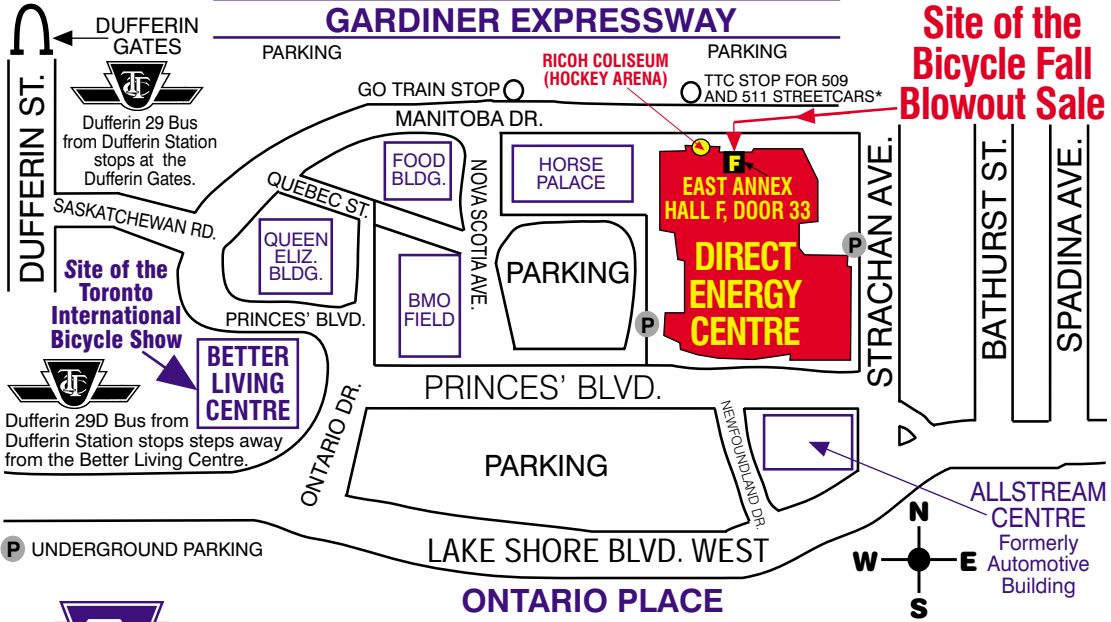 GARDINER EXPRESSWAY
DUFFERIN
GATES
PARKING
PARKING
Site of the
Bicycle Fall
Blowout Sale
RICOH COLISEUM
(HOCKEY ARENA)
GO TRAIN STOP
TTC STOP FOR 509
AND 511 STREETCARS*
TTC
Dufferin 29 Bus
from Dufferin Station
stops at the
Dufferin Gates.
DUFFERIN ST.
MANITOBA DR.
FOOD
BLDG.
HORSE
PALACE
F
EAST ANNEX
HALL F, DOOR 33
DIRECT
ENERGY
CENTRE
QUEBEC ST.
NOVA SCOTIA AVE.
SASKATCHEWAN RD.
QUEEN
ELIZ.
BLDG.
BMO
FIELD
PARKING
P
P
STRACHAN AVE.
BATHURST ST.
SPADINA AVE.
Site of the
Toronto
International
Bicycle Show
PRINCES' BLVD.
BETTER
LIVING
CENTRE
TTC
Dufferin 29D Bus from
Dufferin Station stops steps away
from the Better Living Centre.
PRINCES' BLVD.
ONTARIO DR.
PARKING
NEWFOUNDLAND DR.
ALLSTREAM
CENTRE
Formerly
Automotive
Building
P UNDERGROUND PARKING
LAKE SHORE BLVD. WEST
ONTARIO PLACE
N
W
E
S